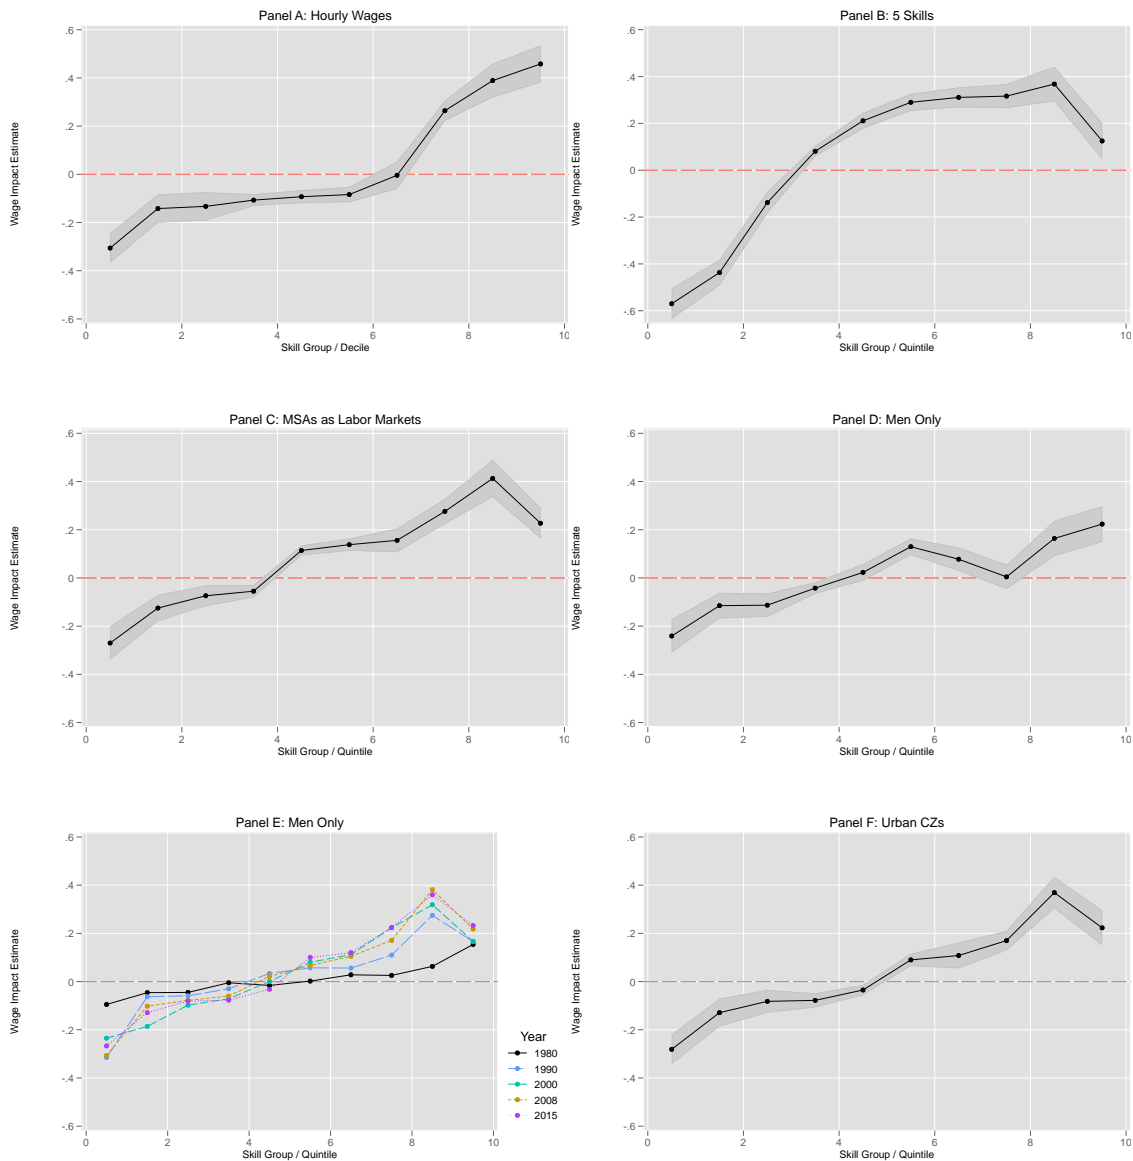 Panel A: Hourly Wages
Wage Impact Estimate
.6
.4
.2
0
-.2
-.4
-.6
0 2 4 6 8 10
Skill Group / Decile
Panel B: 5 Skills
Wage Impact Estimate
.6
.4
.2
0
-.2
-.4
-.6
0 2 4 6 8 10
Skill Group / Quintile
Panel C: MSAs as Labor Markets
Wage Impact Estimate
.6
.4
.2
0
-.2
-.4
-.6
0 2 4 6 8 10
Skill Group / Quintile
Panel D: Men Only
Wage Impact Estimate
.6
.4
.2
0
-.2
-.4
-.6
0 2 4 6 8 10
Skill Group / Quintile
Panel E: Men Only
Wage Impact Estimate
.6
.4
.2
0
-.2
-.4
-.6
0 2 4 6 8 10
Skill Group / Quintile
Year
1980
1990
2000
2008
2015
Panel F: Urban CZs
Wage Impact Estimate
.6
.4
.2
0
-.2
-.4
-.6
0 2 4 6 8 10
Skill Group / Quintile